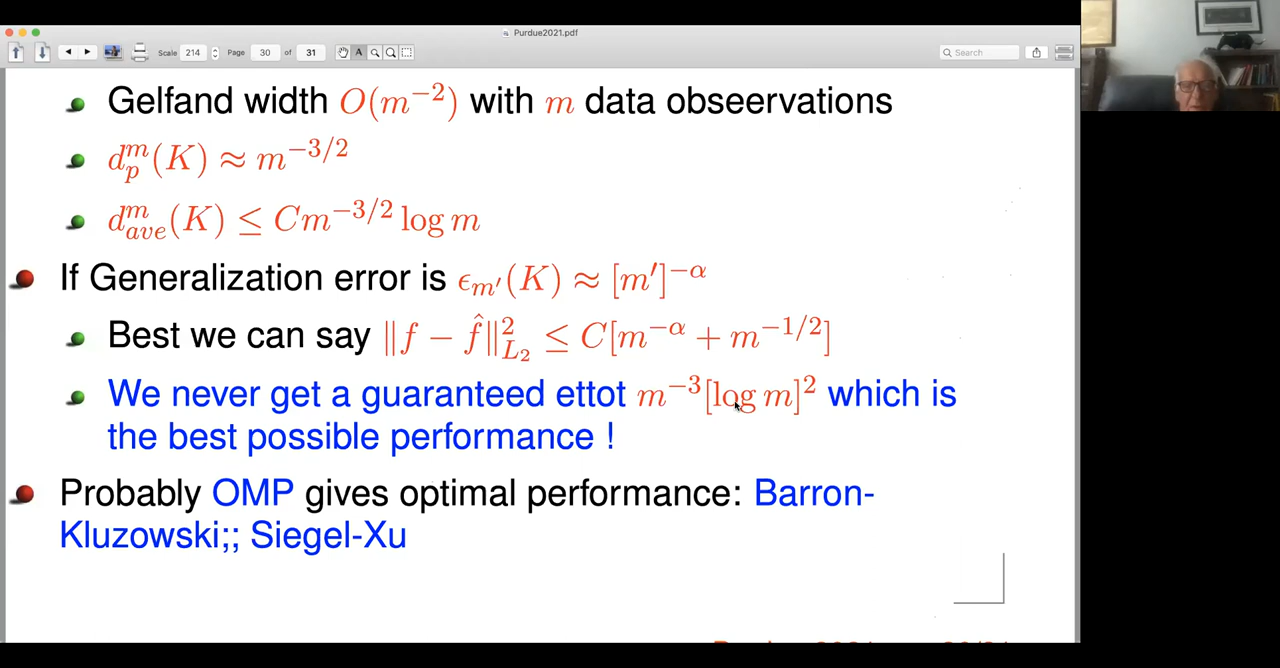 Purdue2021.pdf
Scale 214 Page 30 of 31 Search
Gelfand width O(m^{-2}) with m data obseervations
d_p^m(K) ≈ m^{-3/2}
d_{ave}^m(K) ≤ Cm^{-3/2} log m
If Generalization error is ϵ_{m'}(K) ≈ [m']^{-α}
Best we can say ‖f − f̂‖_{L_2}^2 ≤ C[m^{-α} + m^{-1/2}]
We never get a guaranteed ettot m^{-3}[log m]^2 which is
the best possible performance !
Probably OMP gives optimal performance: Barron-
Kluzowski;; Siegel-Xu